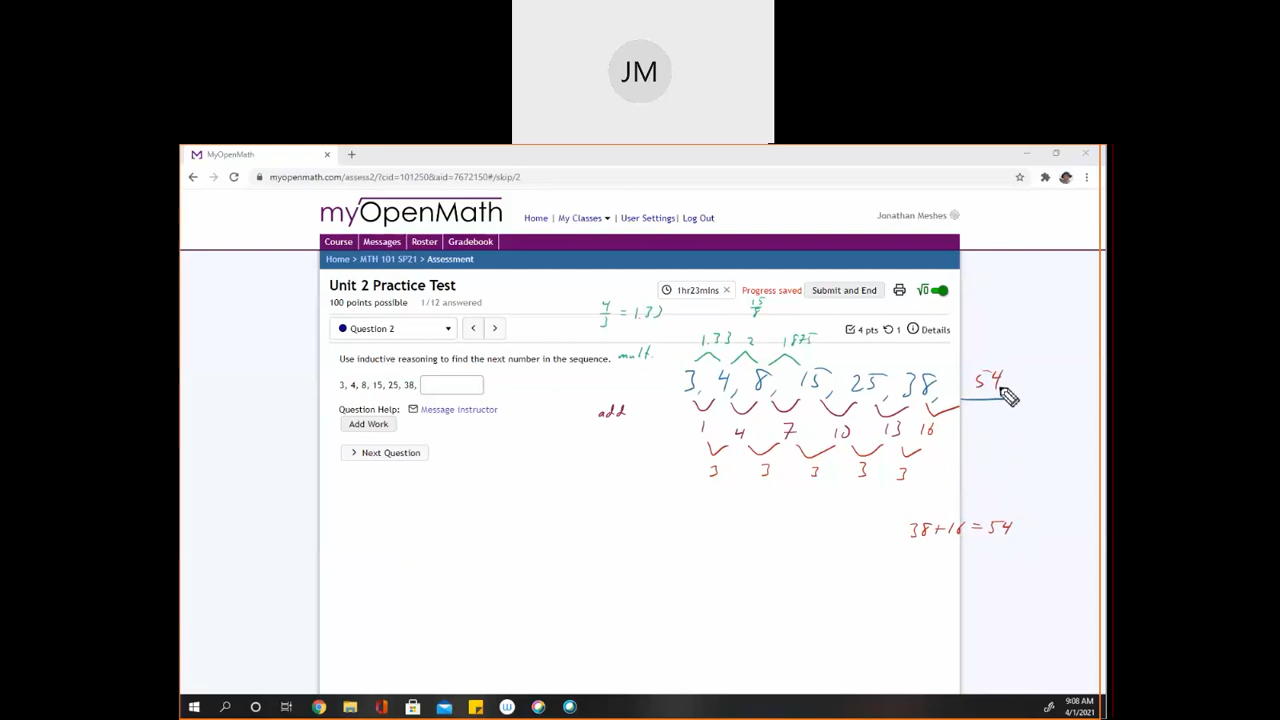 JM
MyOpenMath
myopenmath.com/assess2/?cid=101250&aid=7672150#/skip/2
myOpenMath
Home | My Classes | User Settings | Log Out
Jonathan Meshes
Course Messages Roster Gradebook
Home > MTH 101 SP21 > Assessment
Unit 2 Practice Test
1hr23mins × Progress saved Submit and End √0
100 points possible 1/12 answered
4/3 = 1.33
15/8
Question 2
4 pts 1 Details
1.33 2 1875
Use inductive reasoning to find the next number in the sequence.
mult.
3, 4, 8, 15, 25, 38,
3, 4, 8, 15, 25, 38, 54
Question Help: Message instructor
add
Add Work
1 4 7 10 13 16
Next Question
3 3 3 3 3
38+16=54
9:08 AM
4/1/2021